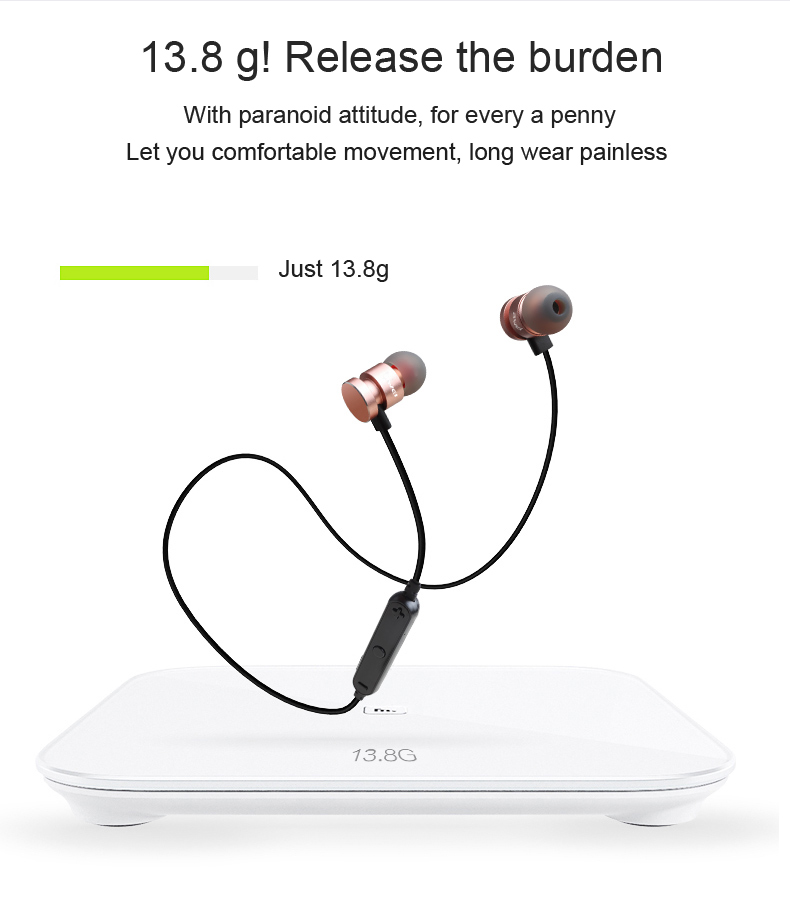 13.8 g! Release the burden
With paranoid attitude, for every a penny
Let you comfortable movement, long wear painless
Just 13.8g
13.8G